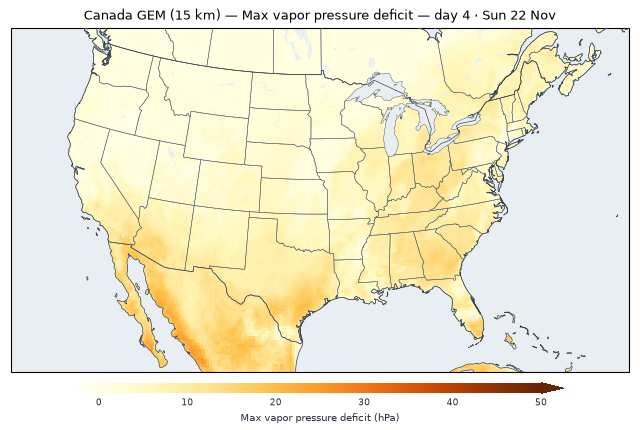 Canada GEM (15 km) — Max vapor pressure deficit — day 4 · Sun 22 Nov
0 10 20 30 40 50
Max vapor pressure deficit (hPa)